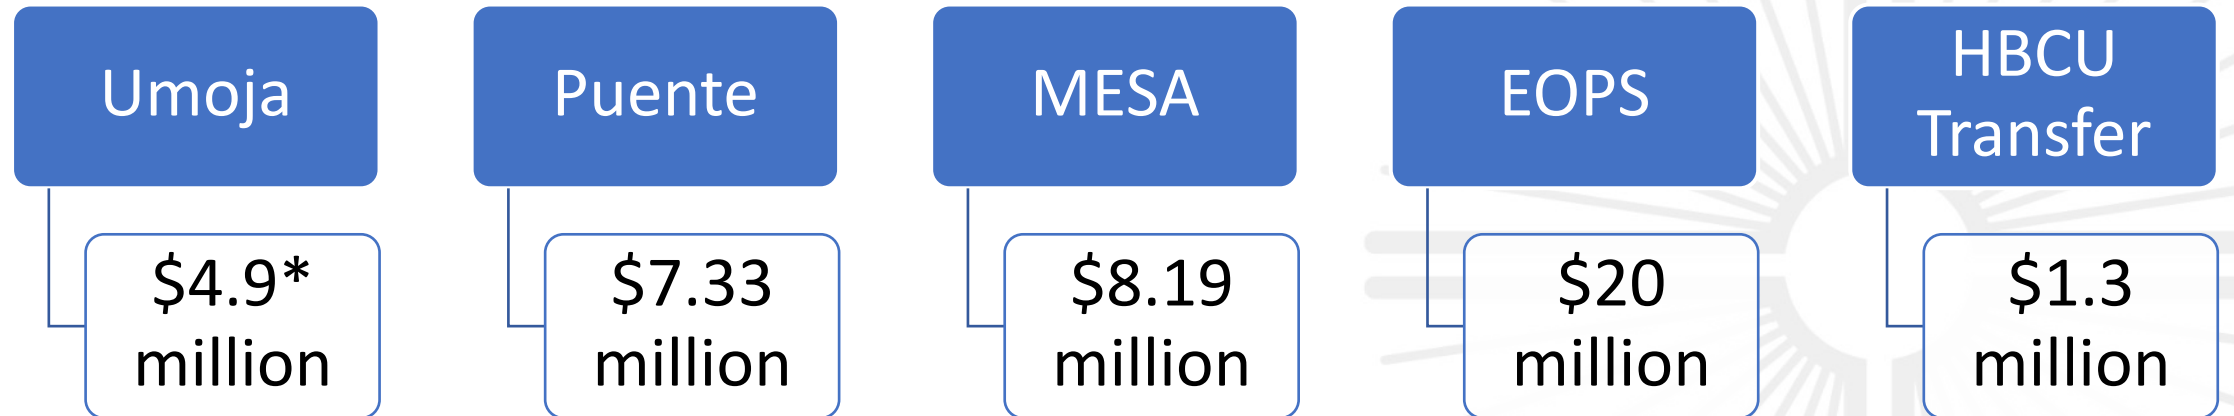 Umoja
$4.9*
million
Puente
$7.33
million
MESA
$8.19
million
EOPS
$20
million
HBCU
Transfer
$1.3
million